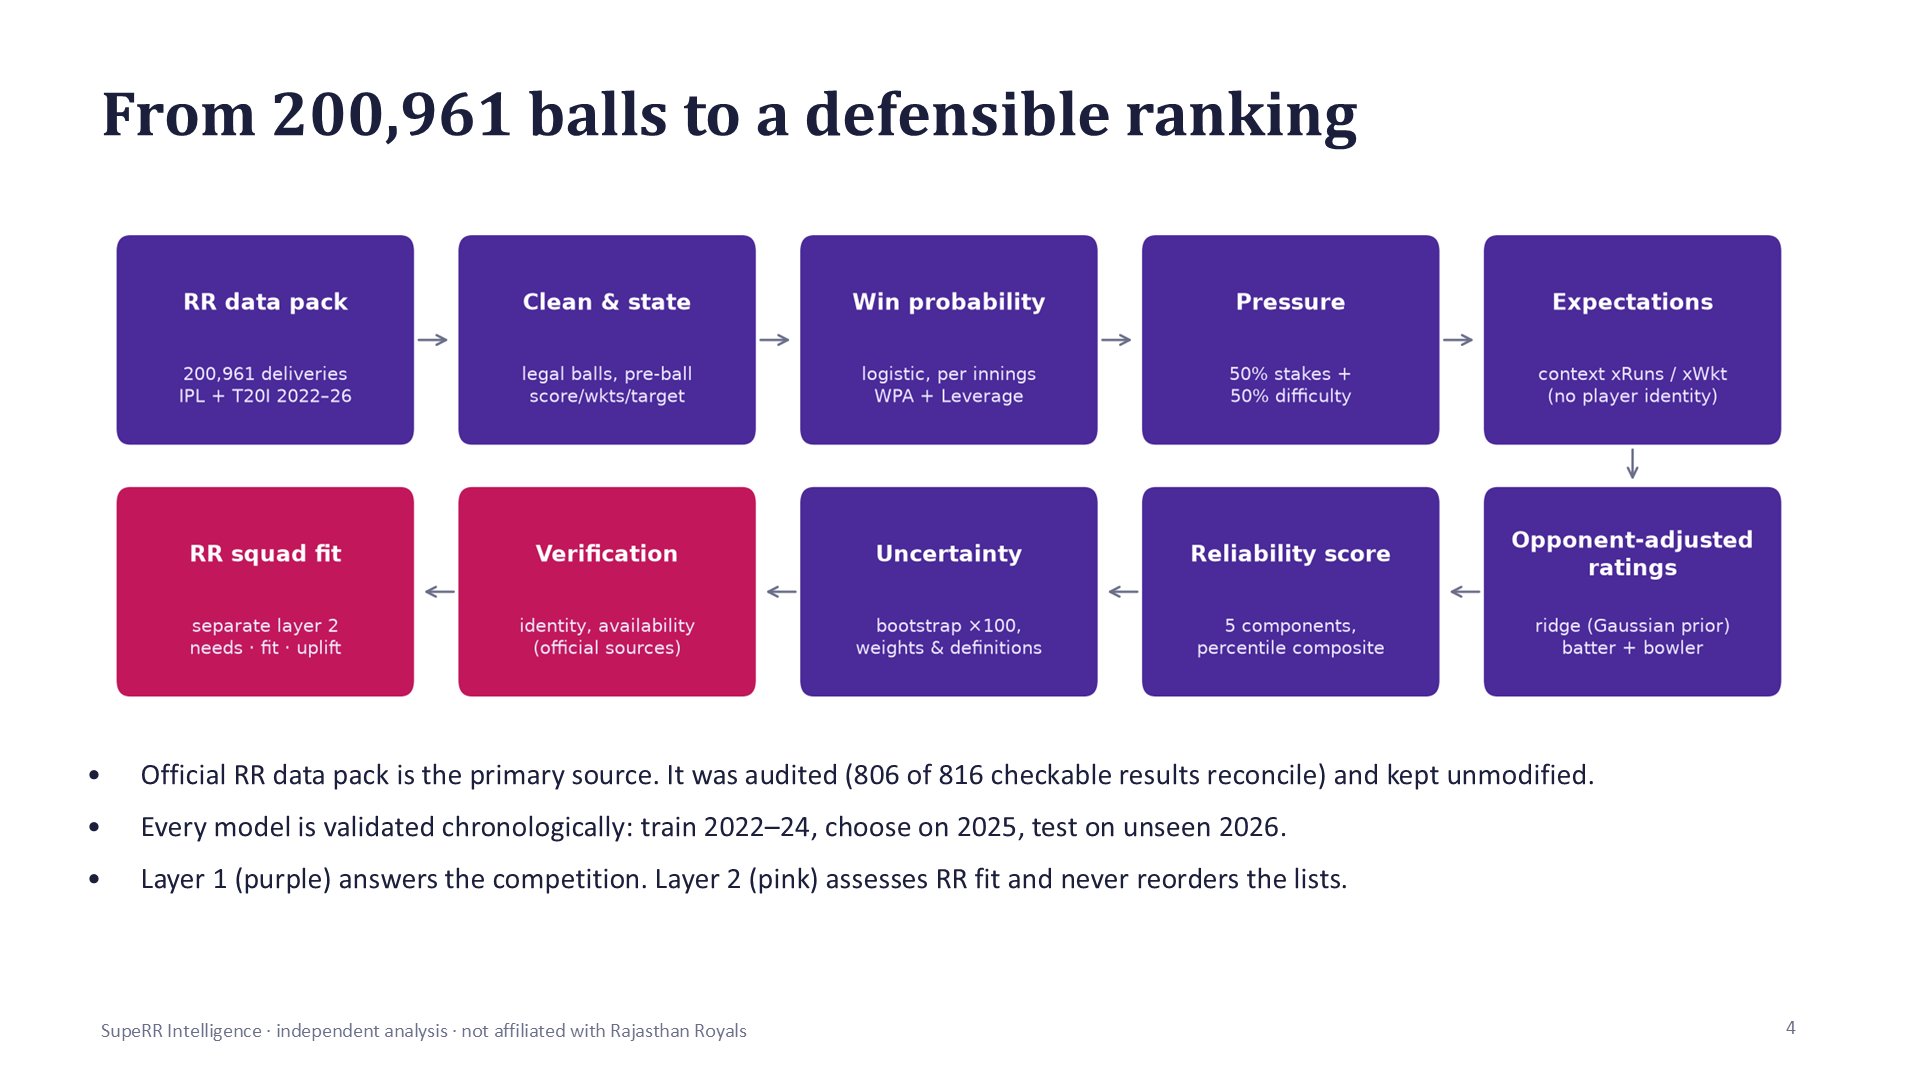 From 200,961 balls to a defensible ranking
RR data pack
200,961 deliveries
IPL + T20I 2022–26
Clean & state
legal balls, pre-ball
score/wkts/target
Win probability
logistic, per innings
WPA + Leverage
Pressure
50% stakes +
50% difficulty
Expectations
context xRuns / xWkt
(no player identity)
RR squad fit
separate layer 2
needs · fit · uplift
Verification
identity, availability
(official sources)
Uncertainty
bootstrap ×100,
weights & definitions
Reliability score
5 components,
percentile composite
Opponent-adjusted
ratings
ridge (Gaussian prior)
batter + bowler
• Official RR data pack is the primary source. It was audited (806 of 816 checkable results reconcile) and kept unmodified.
• Every model is validated chronologically: train 2022–24, choose on 2025, test on unseen 2026.
• Layer 1 (purple) answers the competition. Layer 2 (pink) assesses RR fit and never reorders the lists.
SupeRR Intelligence · independent analysis · not affiliated with Rajasthan Royals
4